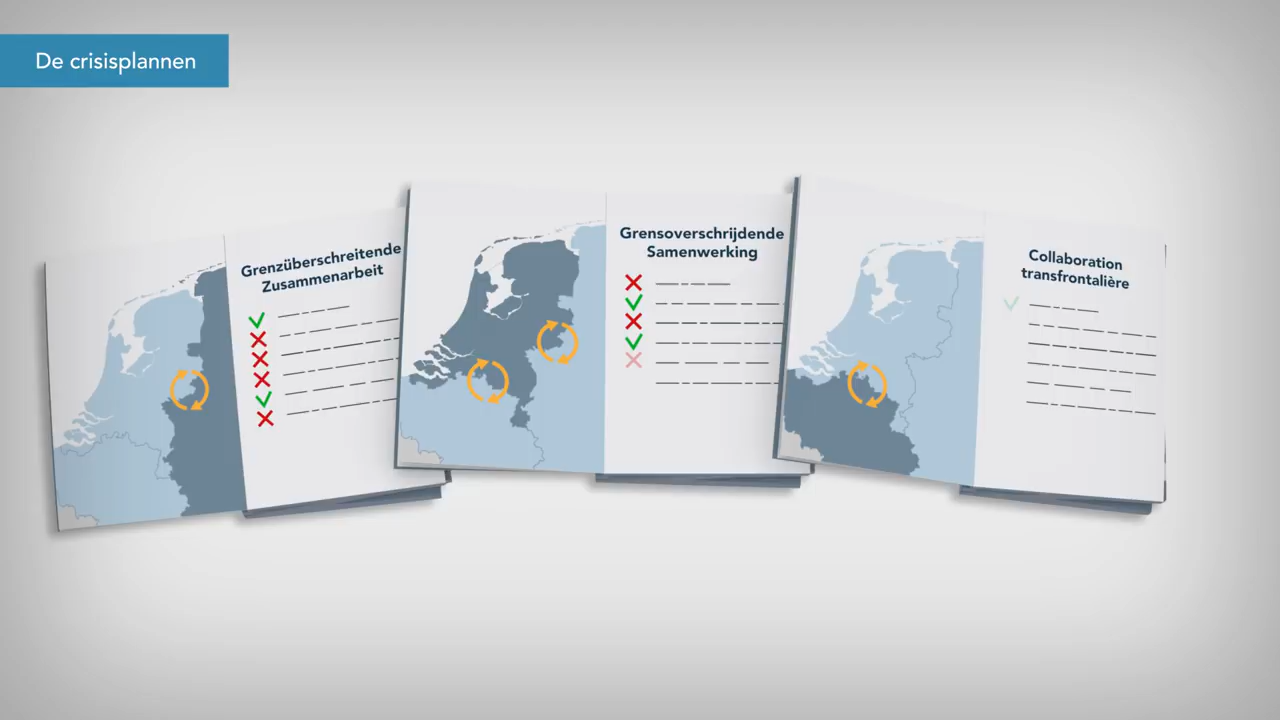 De crisisplannen
Grenzüberschreitende
Zusammenarbeit
Grensoverschrijdende
Samenwerking
Collaboration
transfrontalière